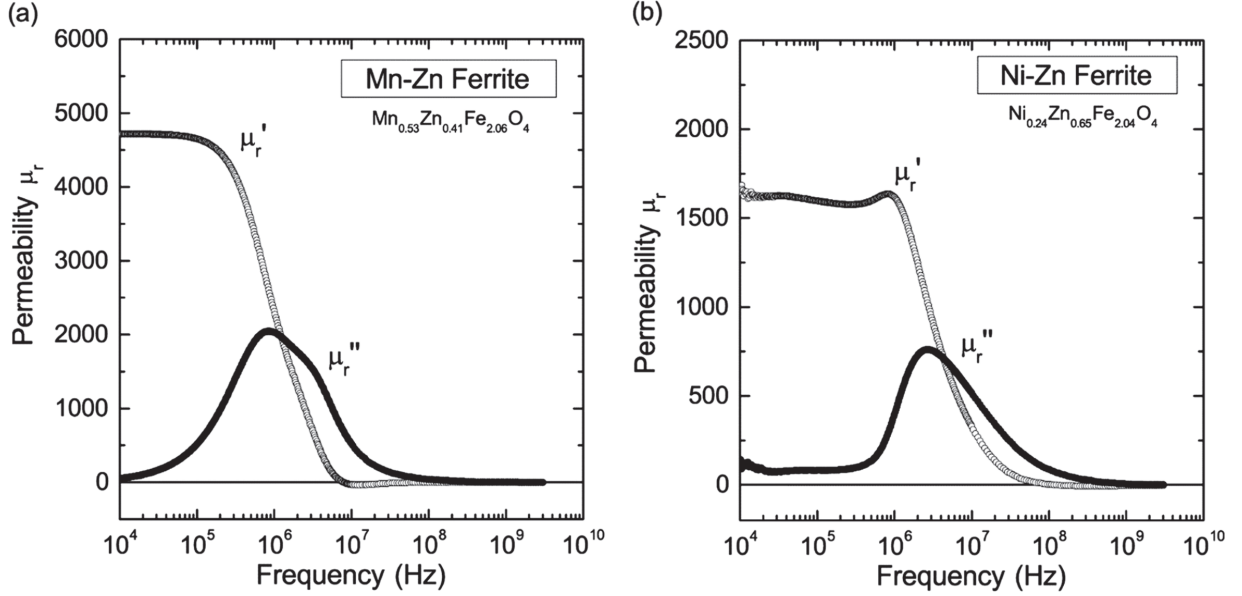 (a)
Mn-Zn Ferrite
Mn0.53Zn0.41Fe2.06O4
μr'
μr"
6000
5000
4000
3000
2000
1000
0
Permeability μr
10^4 10^5 10^6 10^7 10^8 10^9 10^10
Frequency (Hz)
(b)
Ni-Zn Ferrite
Ni0.24Zn0.65Fe2.04O4
μr'
μr"
2500
2000
1500
1000
500
0
Permeability μr
10^4 10^5 10^6 10^7 10^8 10^9 10^10
Frequency (Hz)